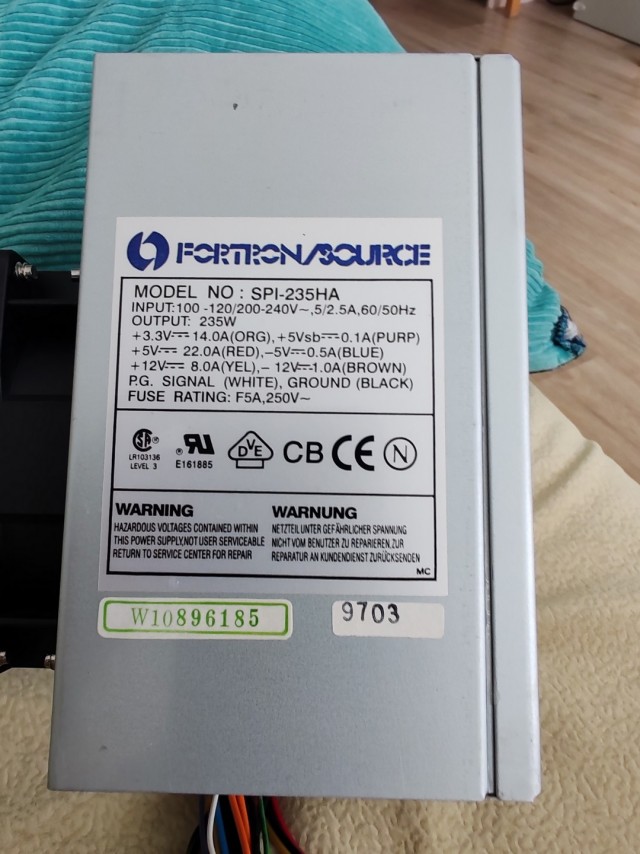 FORTRON/SOURCE
MODEL NO : SPI-235HA
INPUT:100 -120/200-240V~,5/2.5A,60/50Hz
OUTPUT: 235W
+3.3V⎓ 14.0A(ORG), +5Vsb⎓ 0.1A(PURP)
+5V⎓ 22.0A(RED),-5V⎓0.5A(BLUE)
+12V⎓ 8.0A(YEL),- 12V⎓1.0A(BROWN)
P.G. SIGNAL (WHITE), GROUND (BLACK)
FUSE RATING: F5A,250V~
SA ® RU DVE CB CE N
LR103136
LEVEL 3
E161885
WARNING
HAZARDOUS VOLTAGES CONTAINED WITHIN
THIS POWER SUPPLY,NOT USER SERVICEABLE
RETURN TO SERVICE CENTER FOR REPAIR
WARNUNG
NETZTEIL UNTER GEFÄHRLICHER SPANNUNG
NICHT VOM BENUTZER ZU REPARIEREN, ZUR
REPARATUR AN KUNDENDIENST ZURÜCKSENDEN
MC
W10896185
9703